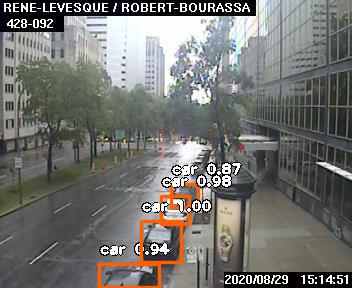 RENE-LEVESQUE / ROBERT-BOURASSA
428-092
car 0.87
car 0.98
car 1.00
car 0.94
2020/08/29 15:14:51